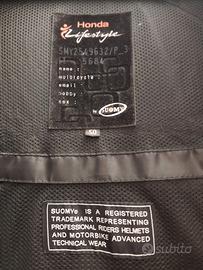 Honda
Lifestyle
SMY2549632/P_3
5684
name :
motorcycle :
email :
hobby :
sex :
by SUOMY
50
SUOMY® IS A REGISTERED
TRADEMARK REPRESENTING
PROFESSIONAL RIDERS HELMETS
AND MOTORBIKE ADVANCED
TECHNICAL WEAR
subito